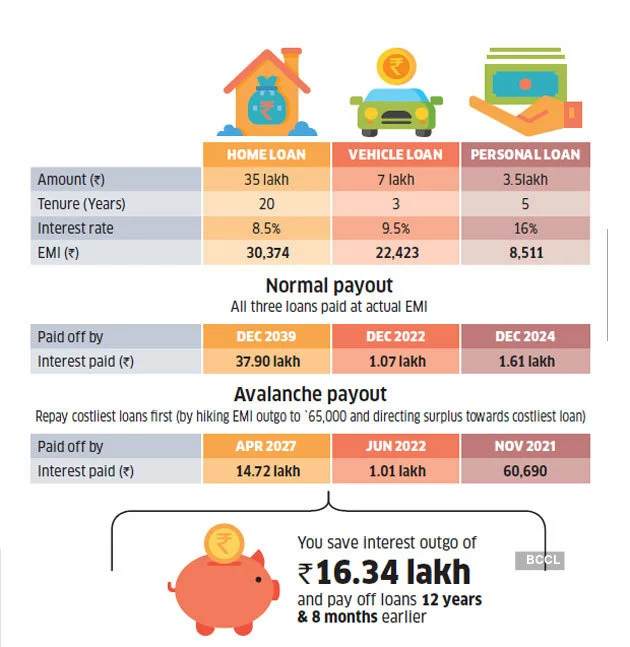 HOME LOAN VEHICLE LOAN PERSONAL LOAN
Amount (₹) 35 lakh 7 lakh 3.5lakh
Tenure (Years) 20 3 5
Interest rate 8.5% 9.5% 16%
EMI (₹) 30,374 22,423 8,511
Normal payout
All three loans paid at actual EMI
Paid off by DEC 2039 DEC 2022 DEC 2024
Interest paid (₹) 37.90 lakh 1.07 lakh 1.61 lakh
Avalanche payout
Repay costliest loans first (by hiking EMI outgo to `65,000 and directing surplus towards costliest loan)
Paid off by APR 2027 JUN 2022 NOV 2021
Interest paid (₹) 14.72 lakh 1.01 lakh 60,690
You save interest outgo of
₹16.34 lakh
and pay off loans 12 years
& 8 months earlier
BCCL